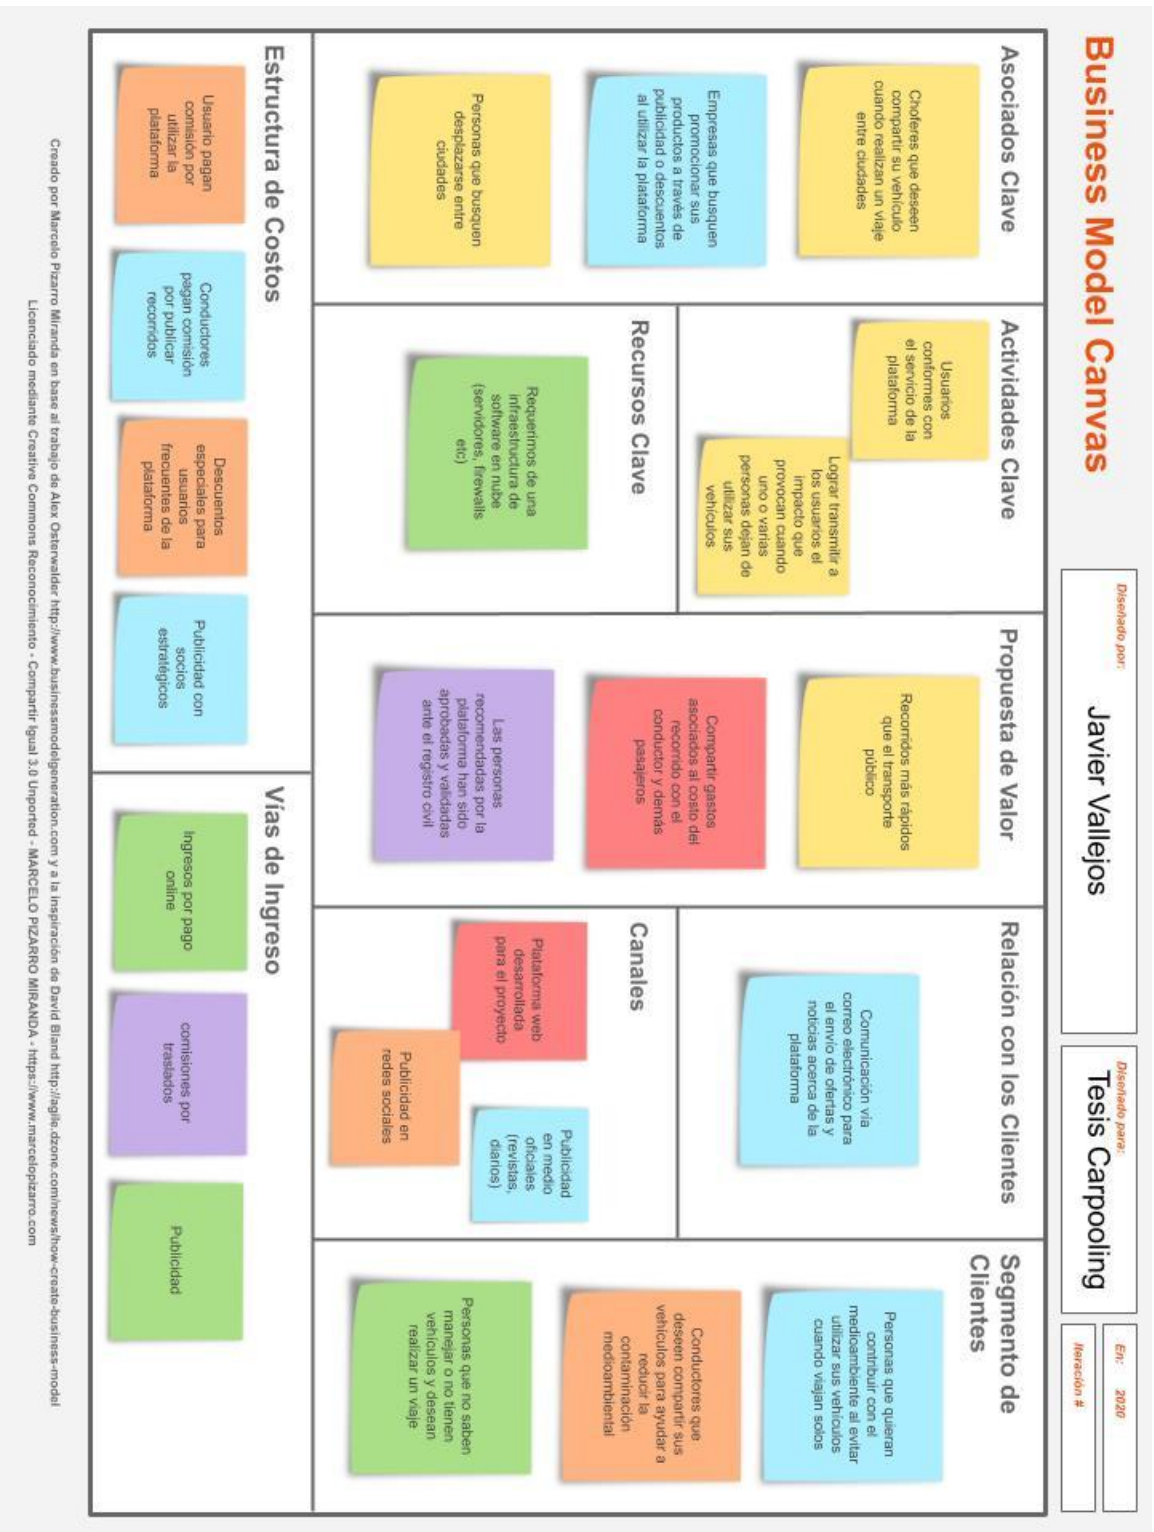 Business Model Canvas
Diseñado por:
Javier Vallejos
Diseñado para:
Tesis Carpooling
En: 2020
Iteración #
Asociados Clave
Choferes que deseen
compartir su vehículo
cuando realizan un viaje
entre ciudades
Empresas que busquen
promocionar sus
productos a través de
publicidad o descuentos
al utilizar la plataforma
Personas que busquen
desplazarse entre
ciudades
Actividades Clave
Usuarios
conformes con
el servicio de la
plataforma
Lograr transmitir a
los usuarios el
impacto que
provocan cuando
uno o varias
personas dejan de
utilizar sus
vehículos
Recursos Clave
Requerimos de una
infraestructura de
software en nube
(servidores, firewalls
etc)
Propuesta de Valor
Recorridos más rápidos
que el transporte
público
Compartir gastos
asociados al costo del
recorrido con el
conductor y demás
pasajeros
Las personas
recomendadas por la
plataforma han sido
aprobadas y validadas
ante el registro civil
Relación con los Clientes
Comunicación vía
correo electrónico para
el envío de ofertas y
noticias acerca de la
plataforma
Canales
Plataforma web
desarrollada
para el proyecto
Publicidad en
redes sociales
Publicidad
en medio
oficiales
(revistas,
diarios)
Segmento de
Clientes
Personas que quieran
contribuir con el
medioambiente al evitar
utilizar sus vehículos
cuando viajan solos
Conductores que
deseen compartir sus
vehículos para ayudar a
reducir la
contaminación
medioambiental
Personas que no saben
manejar o no tienen
vehículos y desean
realizar un viaje
Estructura de Costos
Usuario pagan
comisión por
utilizar la
plataforma
Conductores
pagan comisión
por publicar
recorridos
Descuentos
especiales para
usuarios
frecuentes de la
plataforma
Publicidad con
socios
estratégicos
Vías de Ingreso
Ingresos por pago
online
comisiones por
traslados
Publicidad
Creado por Marcelo Pizarro Miranda en base al trabajo de Alex Osterwalder http://www.businessmodelgeneration.com y a la inspiración de David Bland http://agile.dzone.com/news/how-create-business-model
Licenciado mediante Creative Commons Reconocimiento - Compartir Igual 3.0 Unported - MARCELO PIZARRO MIRANDA - https://www.marcelopizarro.com